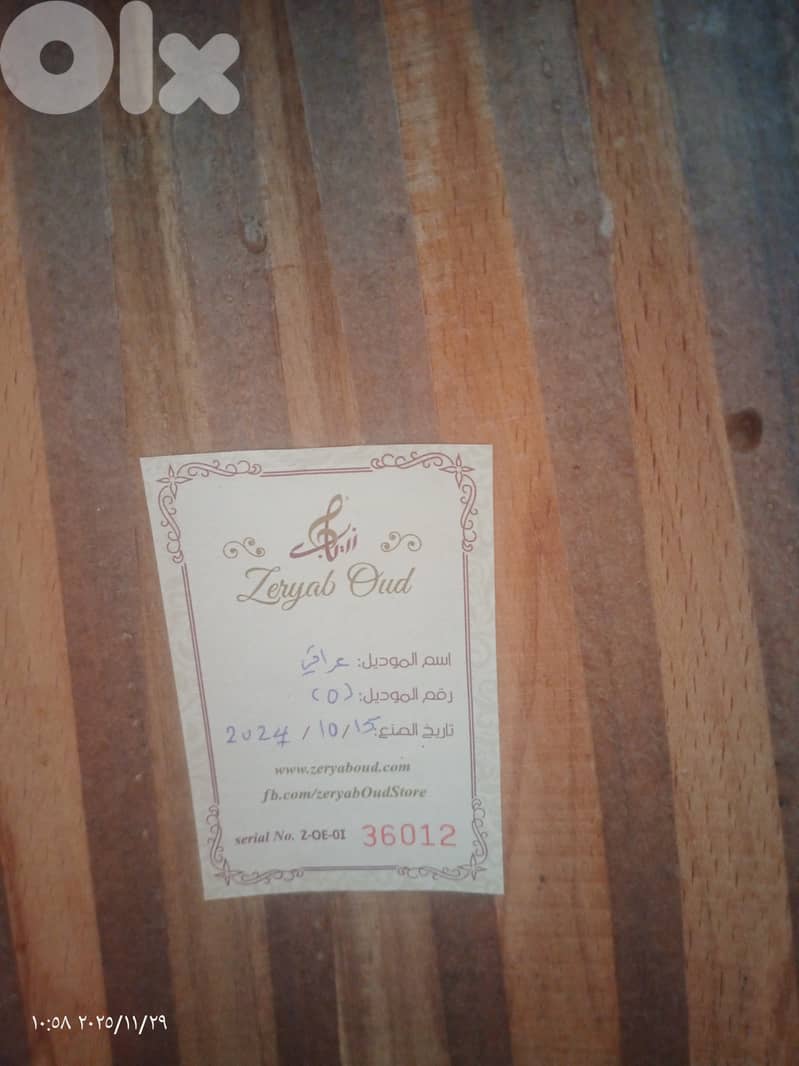 olx
زرياب
Zeryab Oud
اسم الموديل: عراقي
رقم الموديل: (٥)
تاريخ الصنع: 2024 / 10 / 15
www.zeryaboud.com
fb.com/zeryabOudStore
serial No. 2-OE-01 36012
١٠:٥٨ ٢٠٢٥/١١/٢٩